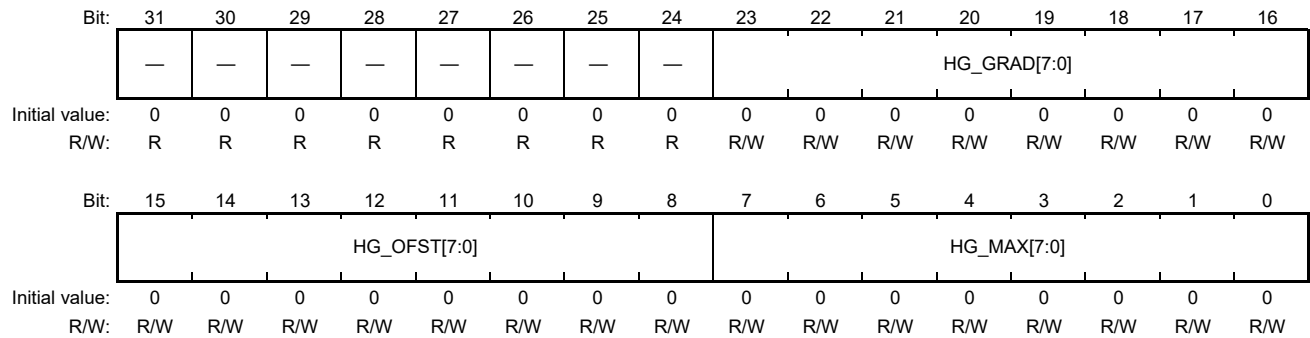 Bit: 31 30 29 28 27 26 25 24 23 22 21 20 19 18 17 16
— — — — — — — — HG_GRAD[7:0]
Initial value: 0 0 0 0 0 0 0 0 0 0 0 0 0 0 0 0
R/W: R R R R R R R R R/W R/W R/W R/W R/W R/W R/W R/W
Bit: 15 14 13 12 11 10 9 8 7 6 5 4 3 2 1 0
HG_OFST[7:0] HG_MAX[7:0]
Initial value: 0 0 0 0 0 0 0 0 0 0 0 0 0 0 0 0
R/W: R/W R/W R/W R/W R/W R/W R/W R/W R/W R/W R/W R/W R/W R/W R/W R/W